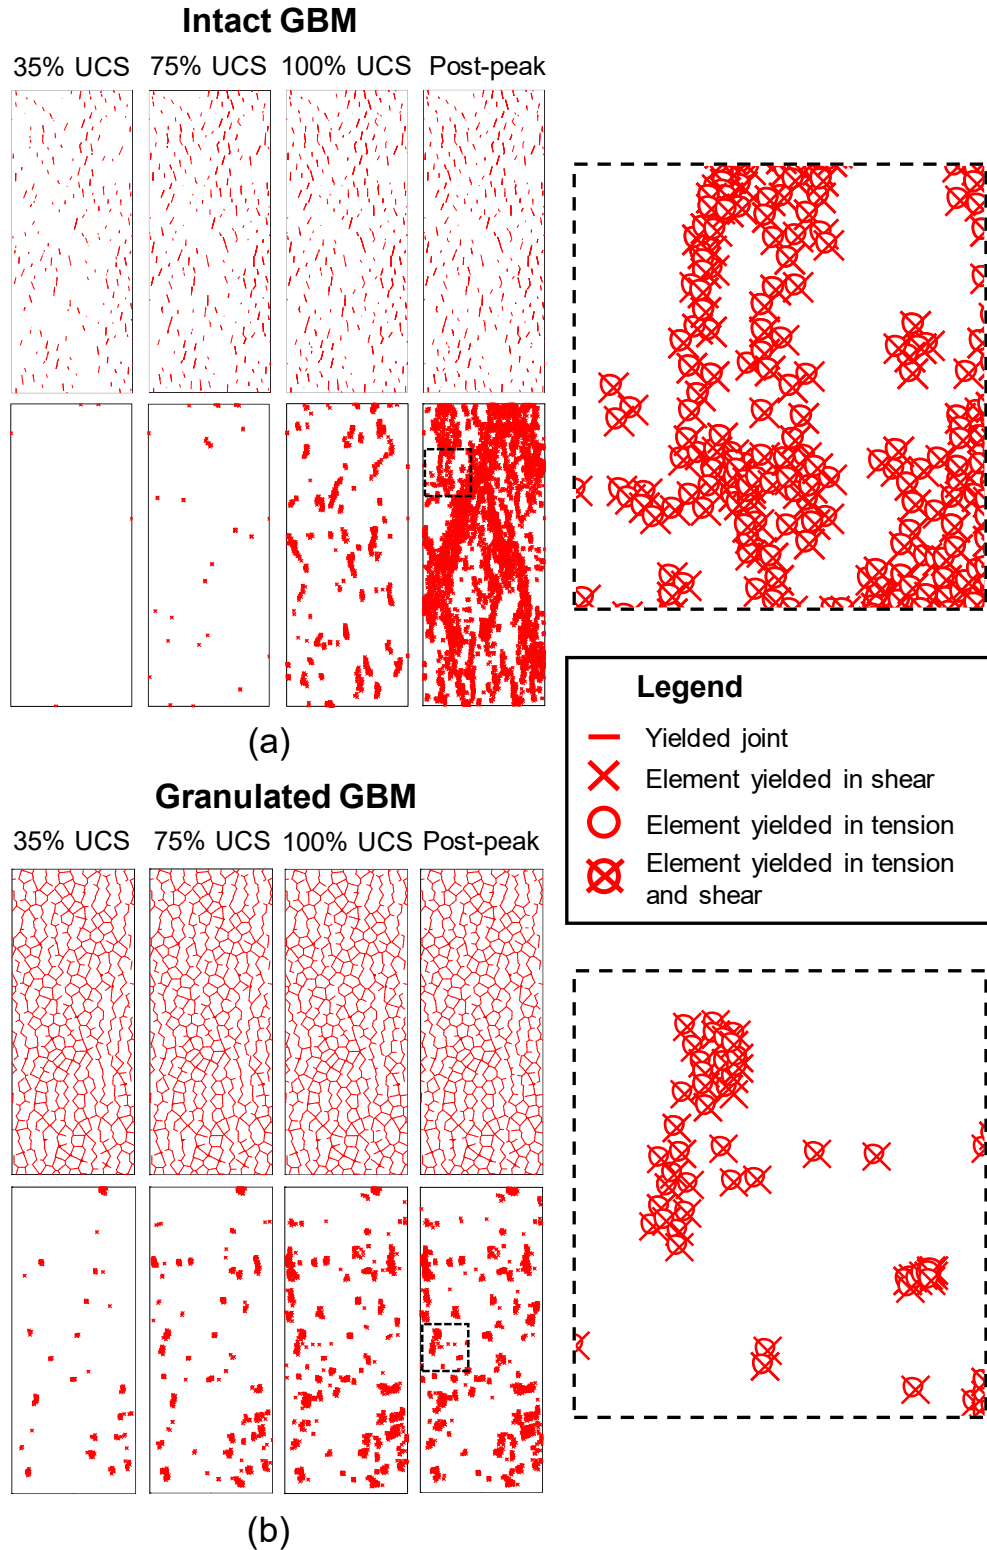 Intact GBM
35% UCS 75% UCS 100% UCS Post-peak
(a)
Legend
Yielded joint
Element yielded in shear
Element yielded in tension
Element yielded in tension
and shear
Granulated GBM
35% UCS 75% UCS 100% UCS Post-peak
(b)